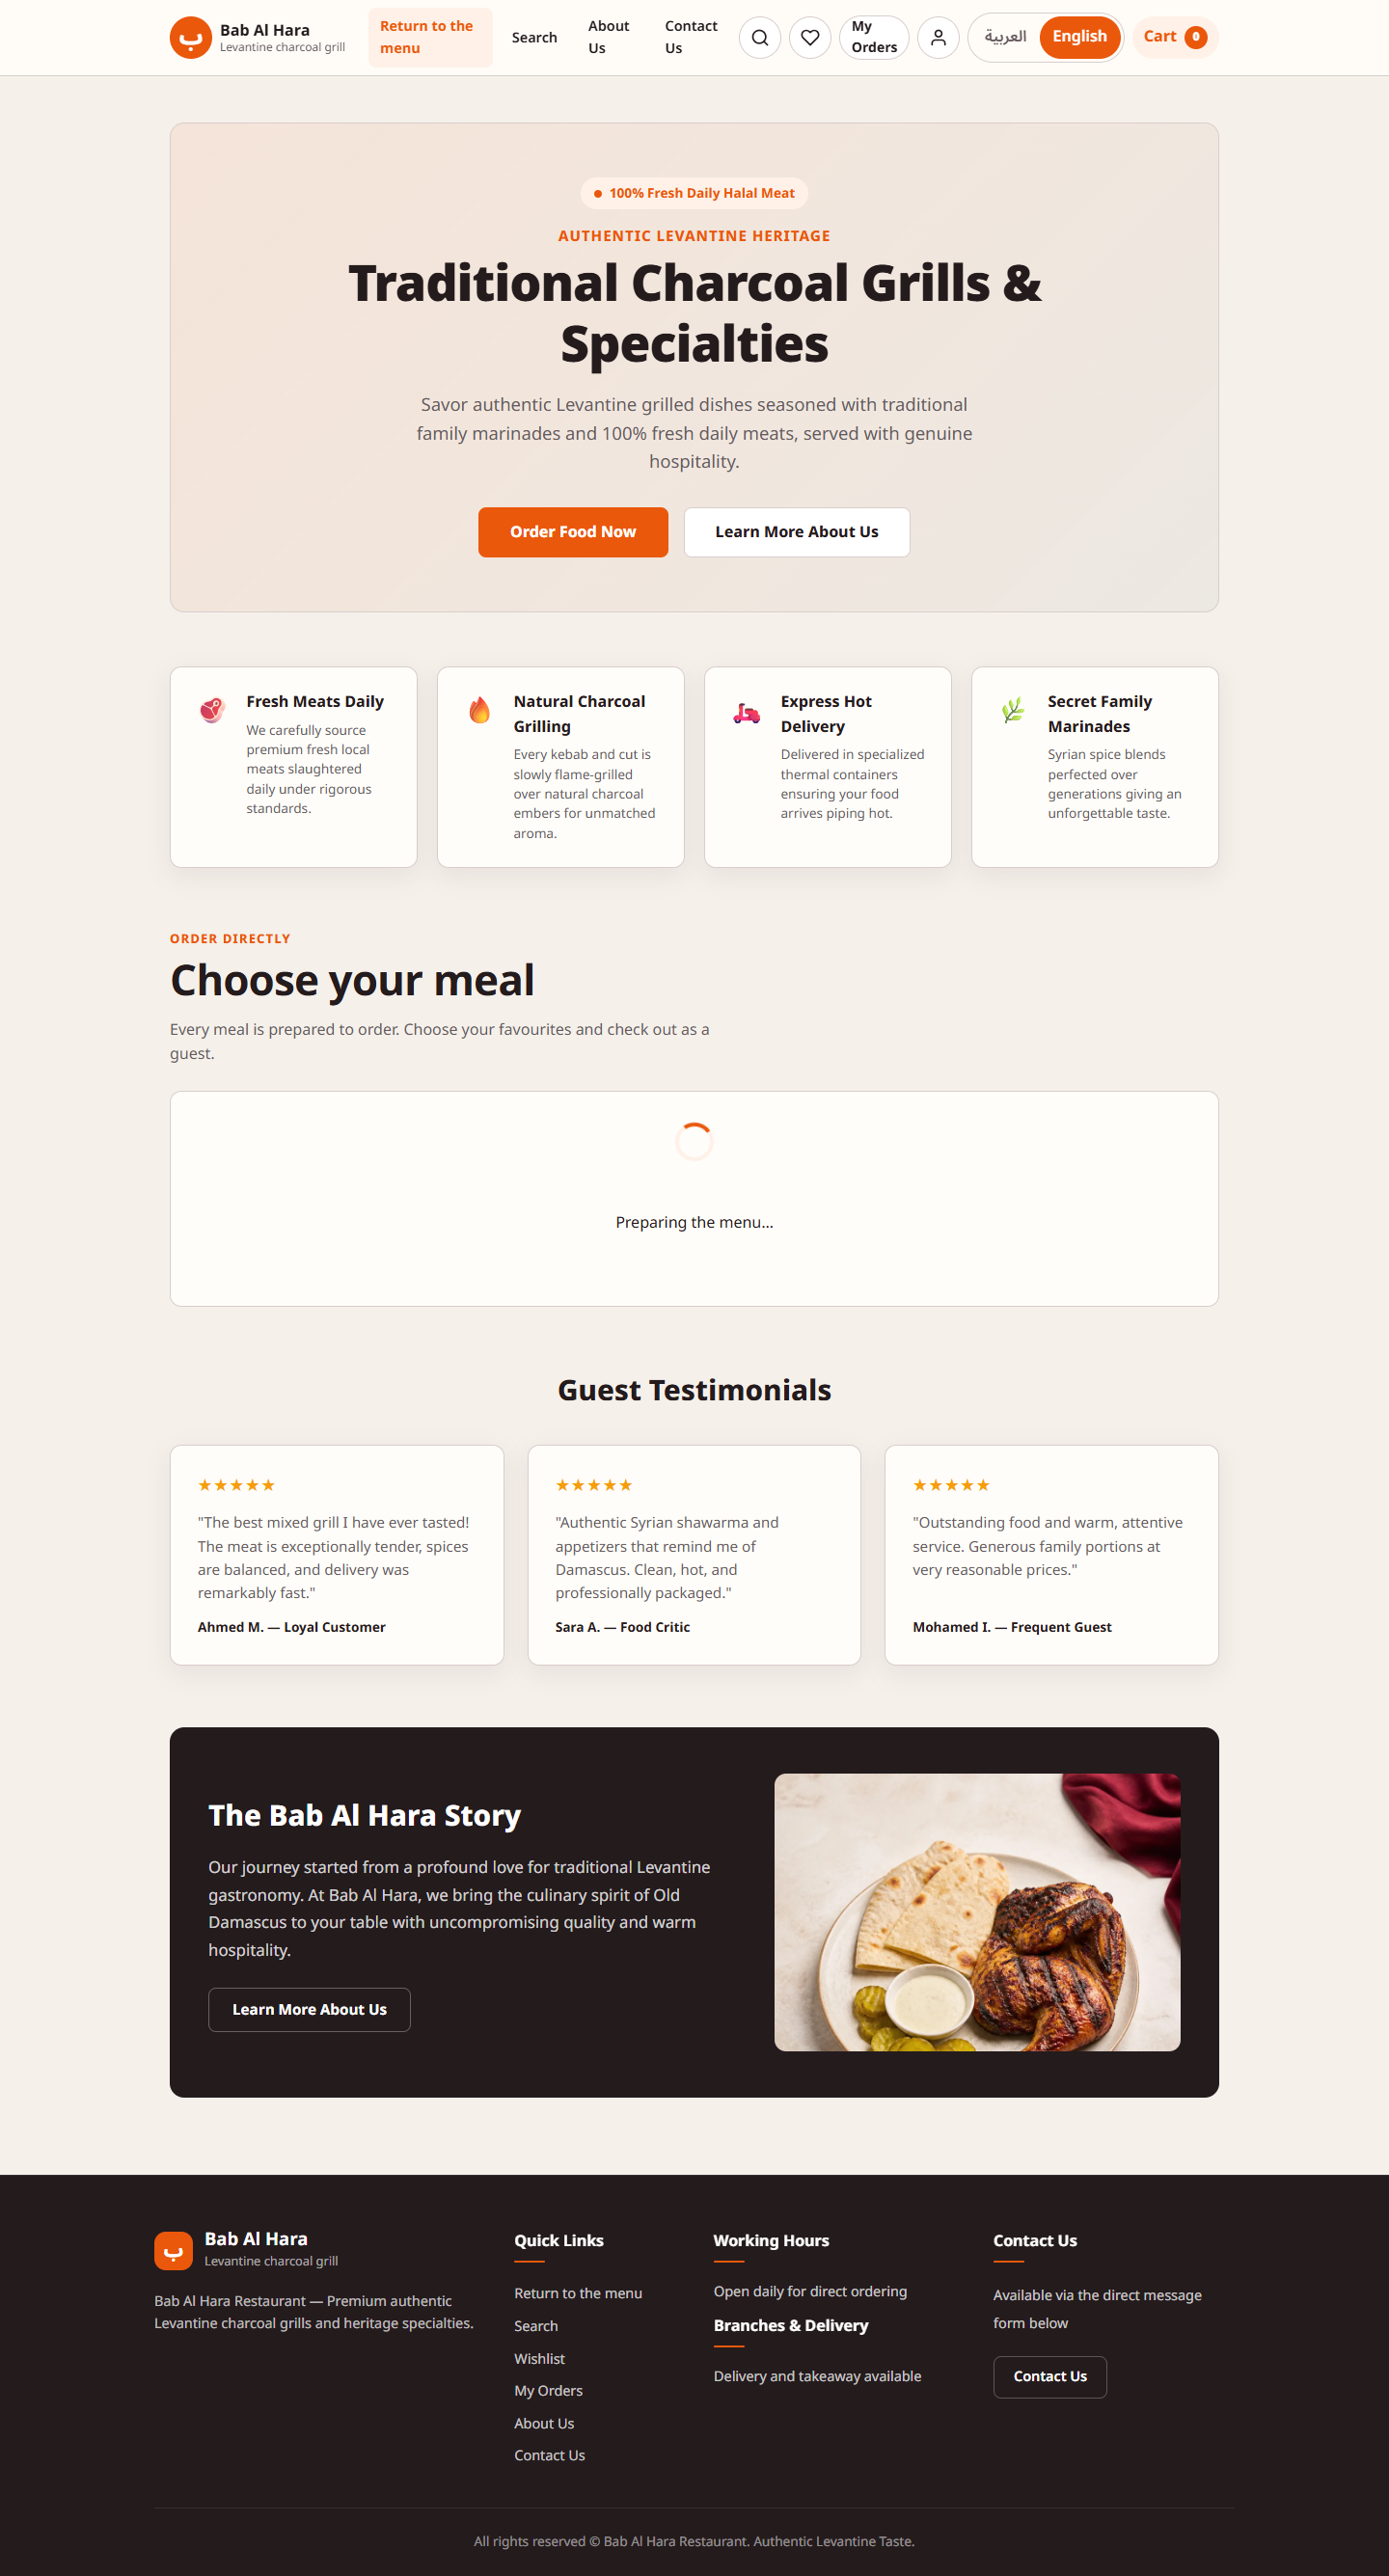 ب
Bab Al Hara
Levantine charcoal grill
Return to the
menu
Search
About
Us
Contact
Us
My
Orders
العربية
English
Cart 0
100% Fresh Daily Halal Meat
AUTHENTIC LEVANTINE HERITAGE
Traditional Charcoal Grills &
Specialties
Savor authentic Levantine grilled dishes seasoned with traditional
family marinades and 100% fresh daily meats, served with genuine
hospitality.
Order Food Now
Learn More About Us
Fresh Meats Daily
We carefully source
premium fresh local
meats slaughtered
daily under rigorous
standards.
Natural Charcoal
Grilling
Every kebab and cut is
slowly flame-grilled
over natural charcoal
embers for unmatched
aroma.
Express Hot
Delivery
Delivered in specialized
thermal containers
ensuring your food
arrives piping hot.
Secret Family
Marinades
Syrian spice blends
perfected over
generations giving an
unforgettable taste.
ORDER DIRECTLY
Choose your meal
Every meal is prepared to order. Choose your favourites and check out as a
guest.
Preparing the menu...
Guest Testimonials
★★★★★
"The best mixed grill I have ever tasted!
The meat is exceptionally tender, spices
are balanced, and delivery was
remarkably fast."
Ahmed M. — Loyal Customer
★★★★★
"Authentic Syrian shawarma and
appetizers that remind me of
Damascus. Clean, hot, and
professionally packaged."
Sara A. — Food Critic
★★★★★
"Outstanding food and warm, attentive
service. Generous family portions at
very reasonable prices."
Mohamed I. — Frequent Guest
The Bab Al Hara Story
Our journey started from a profound love for traditional Levantine
gastronomy. At Bab Al Hara, we bring the culinary spirit of Old
Damascus to your table with uncompromising quality and warm
hospitality.
Learn More About Us
ب
Bab Al Hara
Levantine charcoal grill
Bab Al Hara Restaurant — Premium authentic
Levantine charcoal grills and heritage specialties.
Quick Links
Return to the menu
Search
Wishlist
My Orders
About Us
Contact Us
Working Hours
Open daily for direct ordering
Branches & Delivery
Delivery and takeaway available
Contact Us
Available via the direct message
form below
Contact Us
All rights reserved © Bab Al Hara Restaurant. Authentic Levantine Taste.